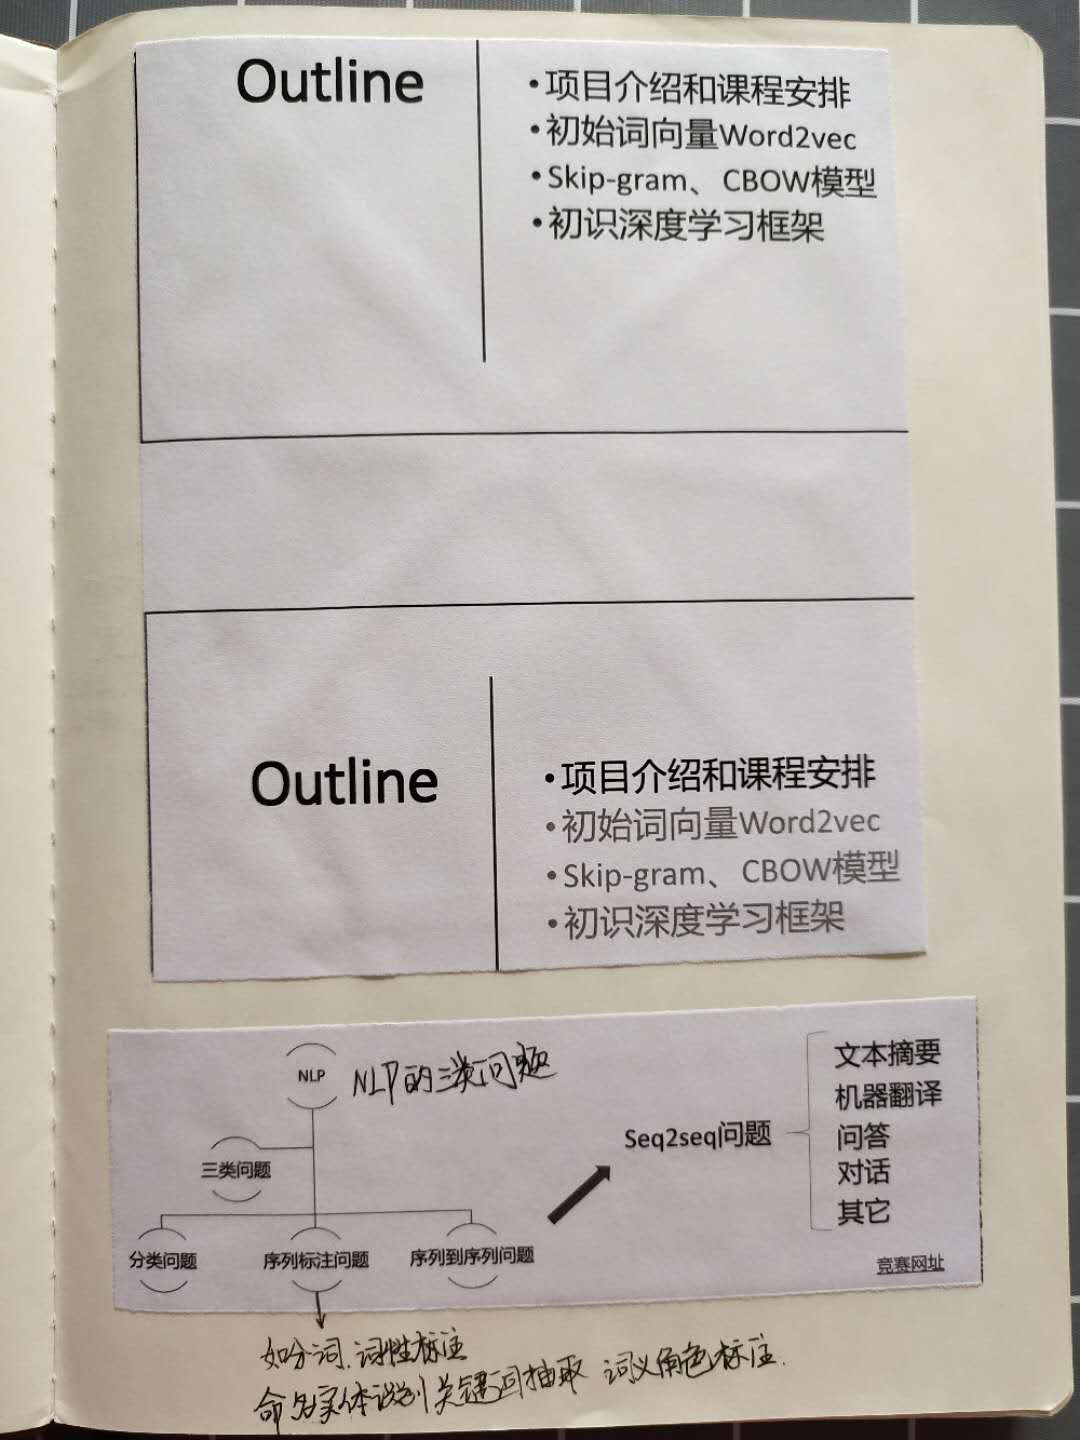 Outline
•项目介绍和课程安排
•初始词向量Word2vec
•Skip-gram、CBOW模型
•初识深度学习框架
Outline
•项目介绍和课程安排
•初始词向量Word2vec
•Skip-gram、CBOW模型
•初识深度学习框架
NLP
NLP的三类问题
三类问题
分类问题
序列标注问题
序列到序列问题
Seq2seq问题
文本摘要
机器翻译
问答
对话
其它
竞赛网址
如分词、词性标注
命名实体识别 关键词抽取 词义角色标注.